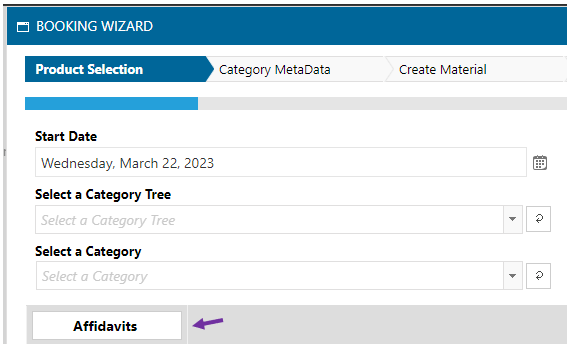 BOOKING WIZARD
Product Selection
Category MetaData
Create Material
Start Date
Wednesday, March 22, 2023
Select a Category Tree
Select a Category Tree
Select a Category
Select a Category
Affidavits